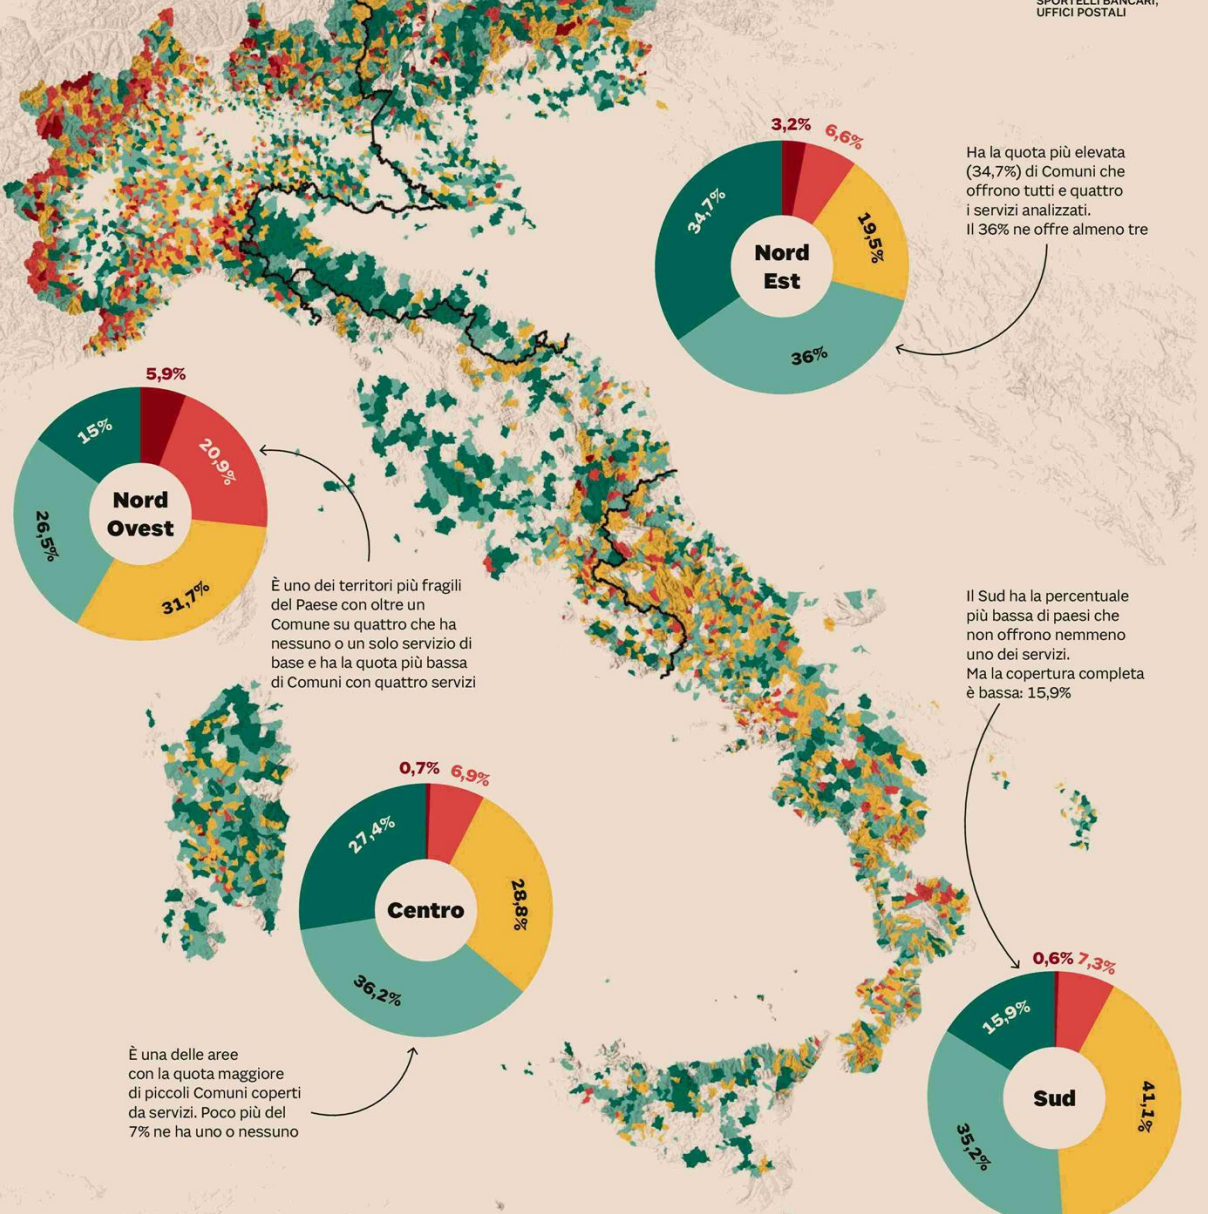 SPORTELLI BANCARI,
UFFICI POSTALI
3,2%
6,6%
34,7%
19,5%
36%
Nord
Est
Ha la quota più elevata
(34,7%) di Comuni che
offrono tutti e quattro
i servizi analizzati.
Il 36% ne offre almeno tre
5,9%
15%
20,9%
26,5%
31,7%
Nord
Ovest
È uno dei territori più fragili
del Paese con oltre un
Comune su quattro che ha
nessuno o un solo servizio di
base e ha la quota più bassa
di Comuni con quattro servizi
Il Sud ha la percentuale
più bassa di paesi che
non offrono nemmeno
uno dei servizi.
Ma la copertura completa
è bassa: 15,9%
0,7%
6,9%
27,4%
28,8%
36,2%
Centro
È una delle aree
con la quota maggiore
di piccoli Comuni coperti
da servizi. Poco più del
7% ne ha uno o nessuno
0,6%
7,3%
15,9%
41,1%
35,2%
Sud